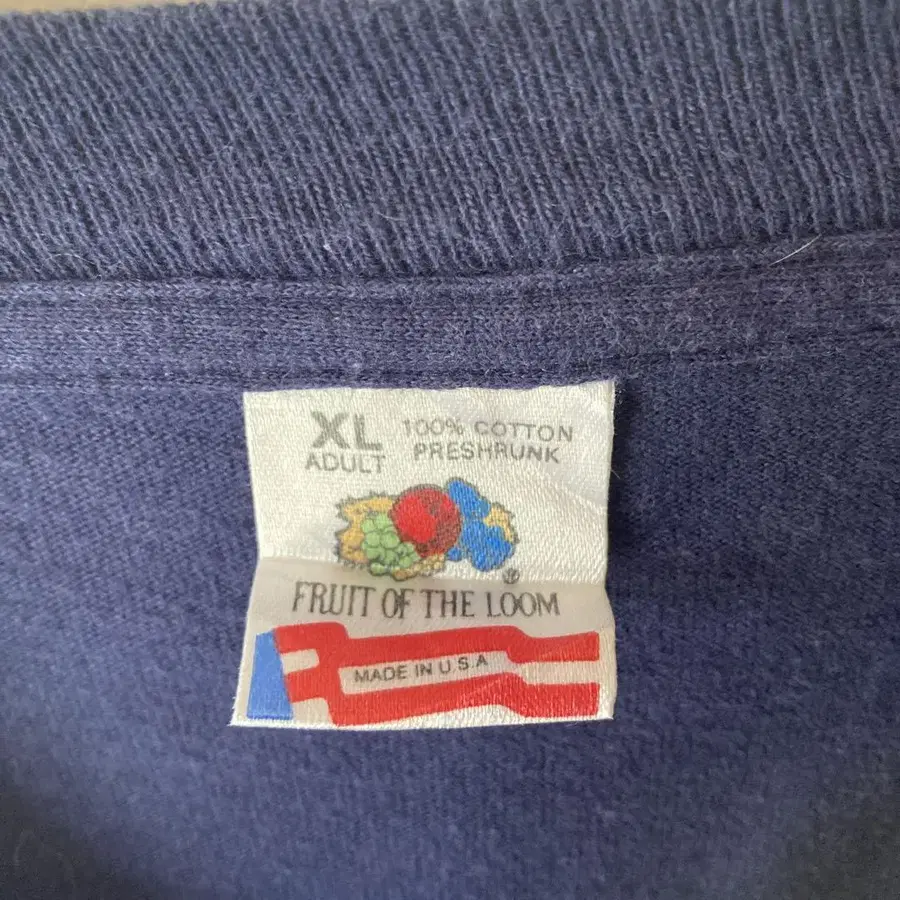 XL
ADULT
100% COTTON
PRESHRUNK
FRUIT OF THE LOOM
MADE IN U.S.A